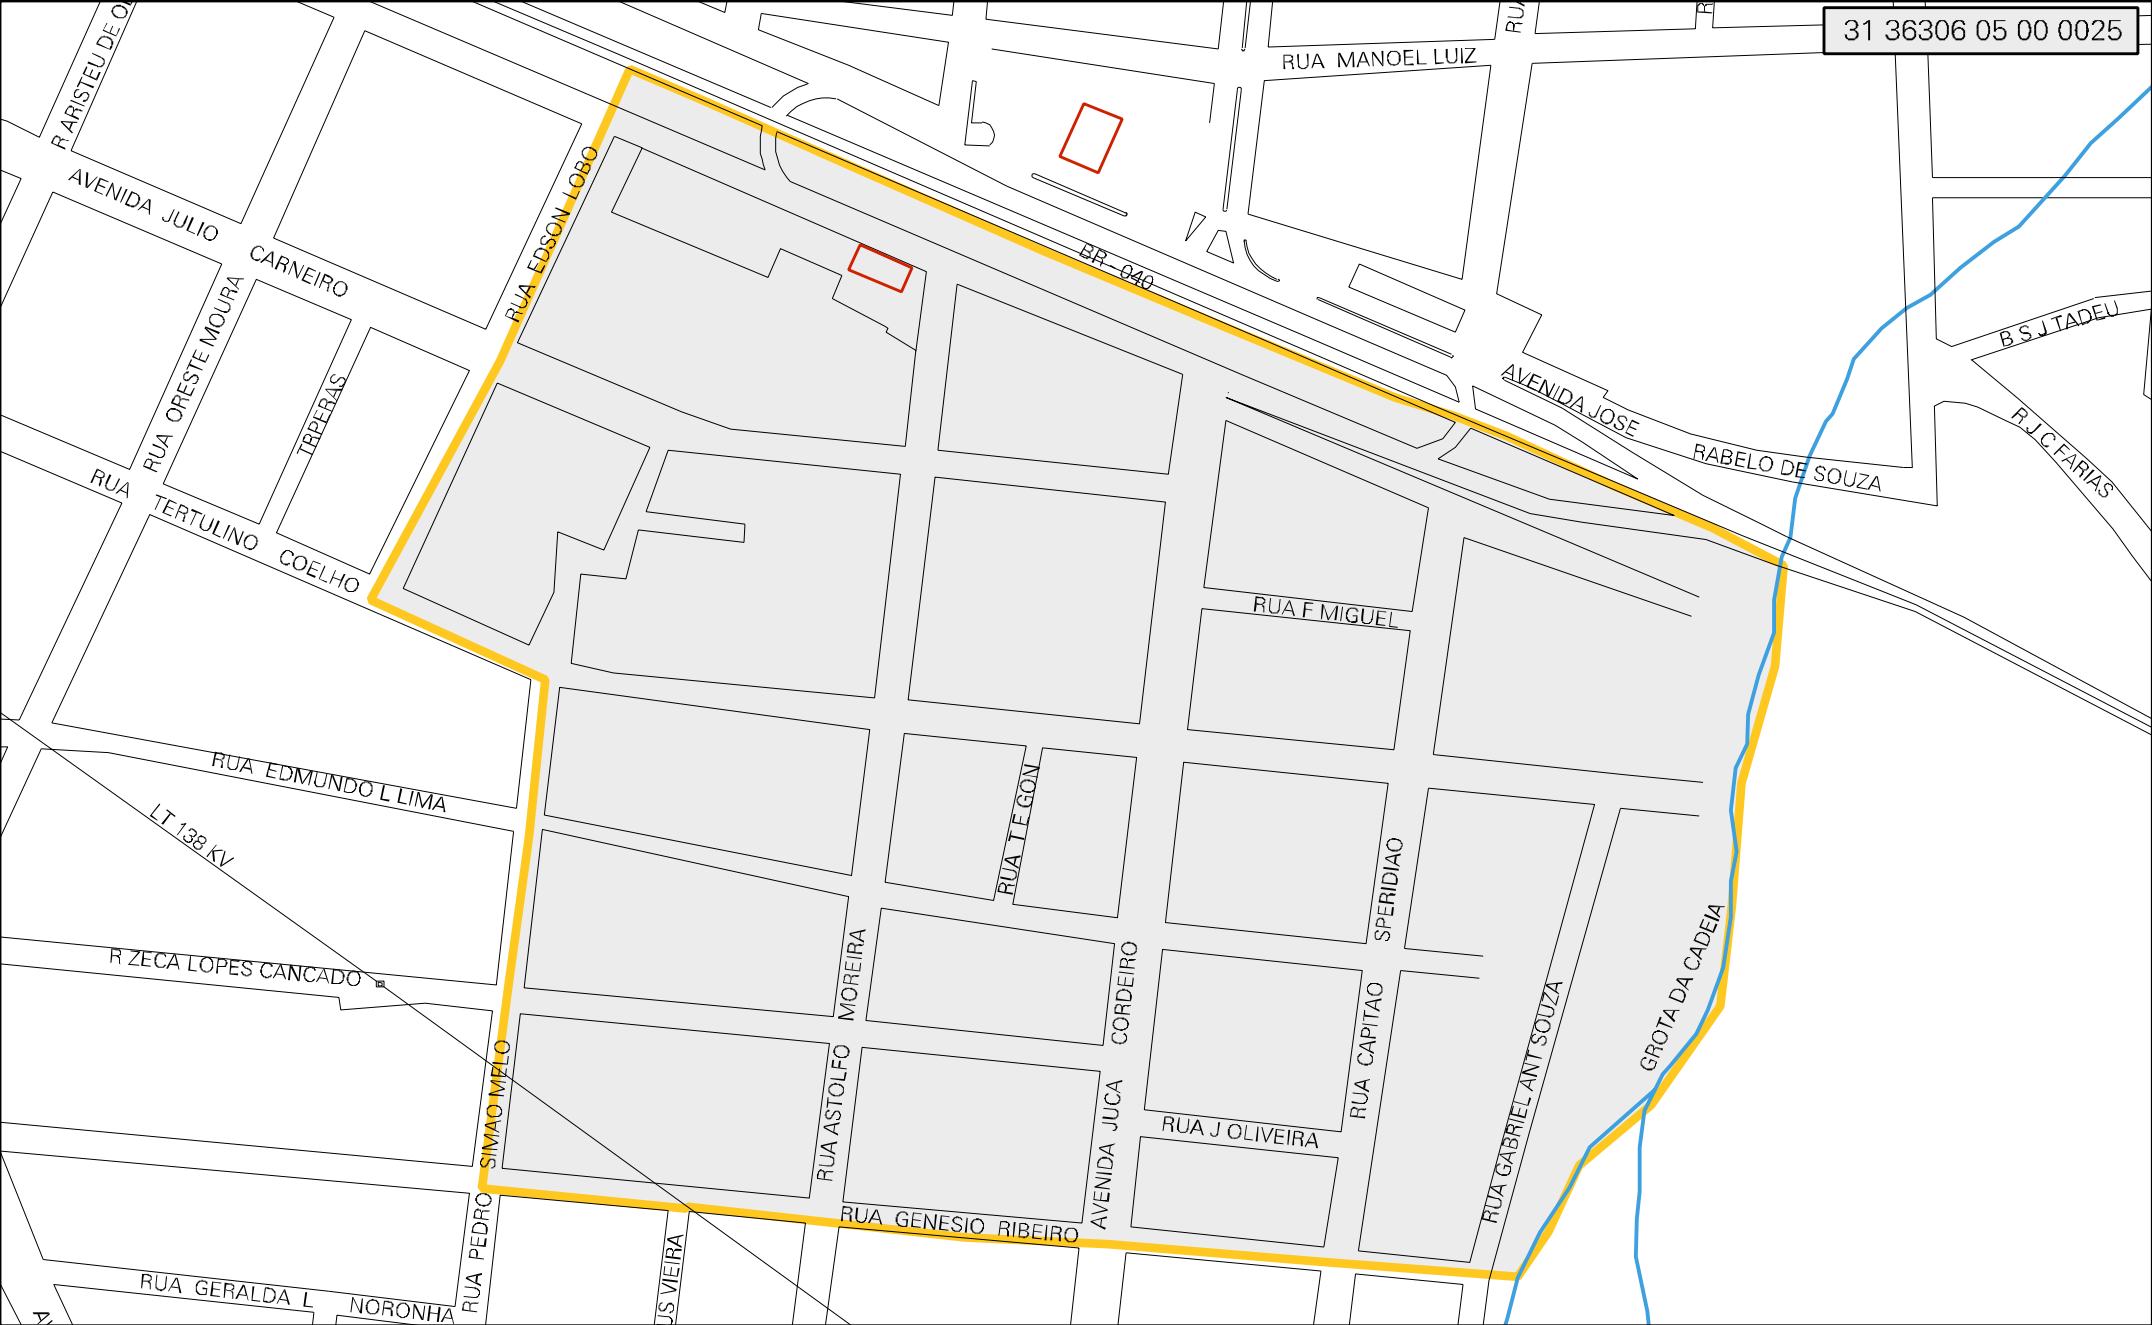 31 36306 05 00 0025
RUA MANOEL LUIZ
R ARISTEU DE
AVENIDA JULIO CARNEIRO
RUA EDSON LOBO
BR - 040
RUA ORESTE MOURA
TRPERAS
B S J TADEU
AVENIDA JOSE RABELO DE SOUZA
R J C FARIAS
RUA TERTULINO COELHO
RUA F MIGUEL
RUA EDMUNDO L LIMA
LT 138 KV
RUA T E GON
R ZECA LOPES CANCADO
RUA ASTOLFO MOREIRA
AVENIDA JUCA CORDEIRO
RUA CAPITAO SPERIDIAO
RUA GABRIEL ANT SOUZA
GROTA DA CADEIA
RUA J OLIVEIRA
RUA PEDRO SIMAO MELO
RUA GENESIO RIBEIRO
US VIEIRA
RUA GERALDA L NORONHA
RUA